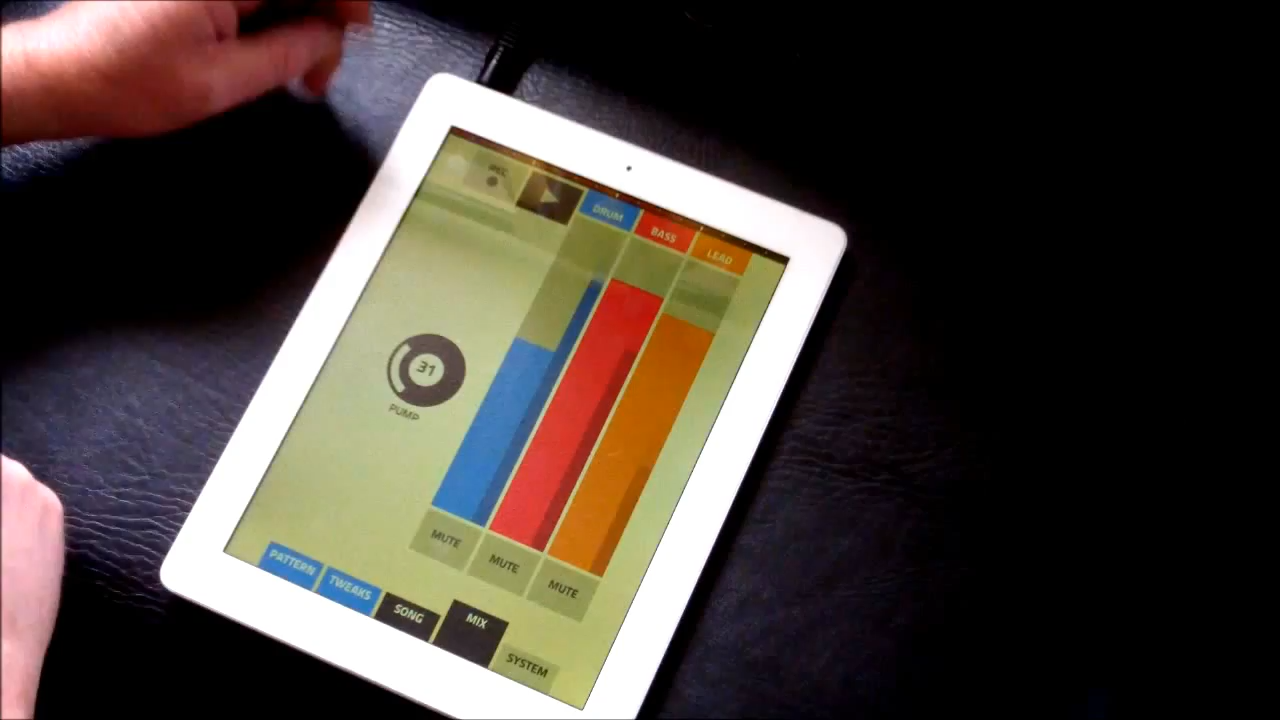 REC
DRUM
BASS
LEAD
31
PUMP
MUTE
MUTE
MUTE
PATTERN
TWEAKS
SONG
MIX
SYSTEM